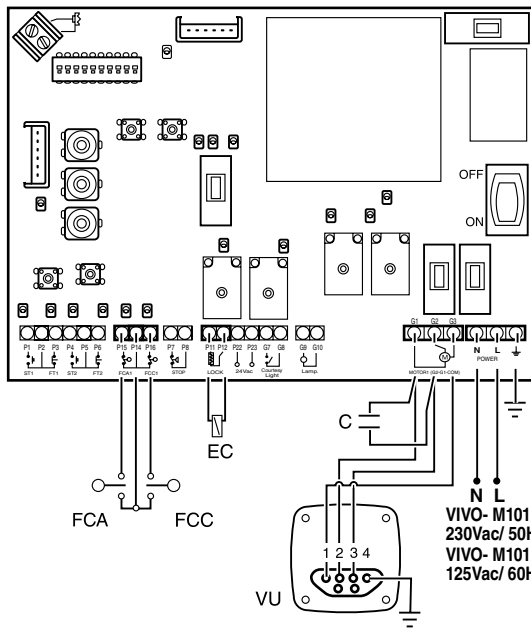 OFF
ON
G1 G2 G3
P1 P2 P3 P4 P5 P6 P15 P14 P16 P7 P8 P11 P12 P22 P23 G7 G8 G9 G10 N L
ST1 FT1 ST2 FT2 FCA1 FCC1 STOP LOCK 24Vac Courtesy Light Lamp. MOTOR1 (G2-G1-COM) POWER
M
C
EC
FCA FCC
N L
VIVO- M101
230Vac/ 50H
VIVO- M101
125Vac/ 60H
1 2 3 4
VU